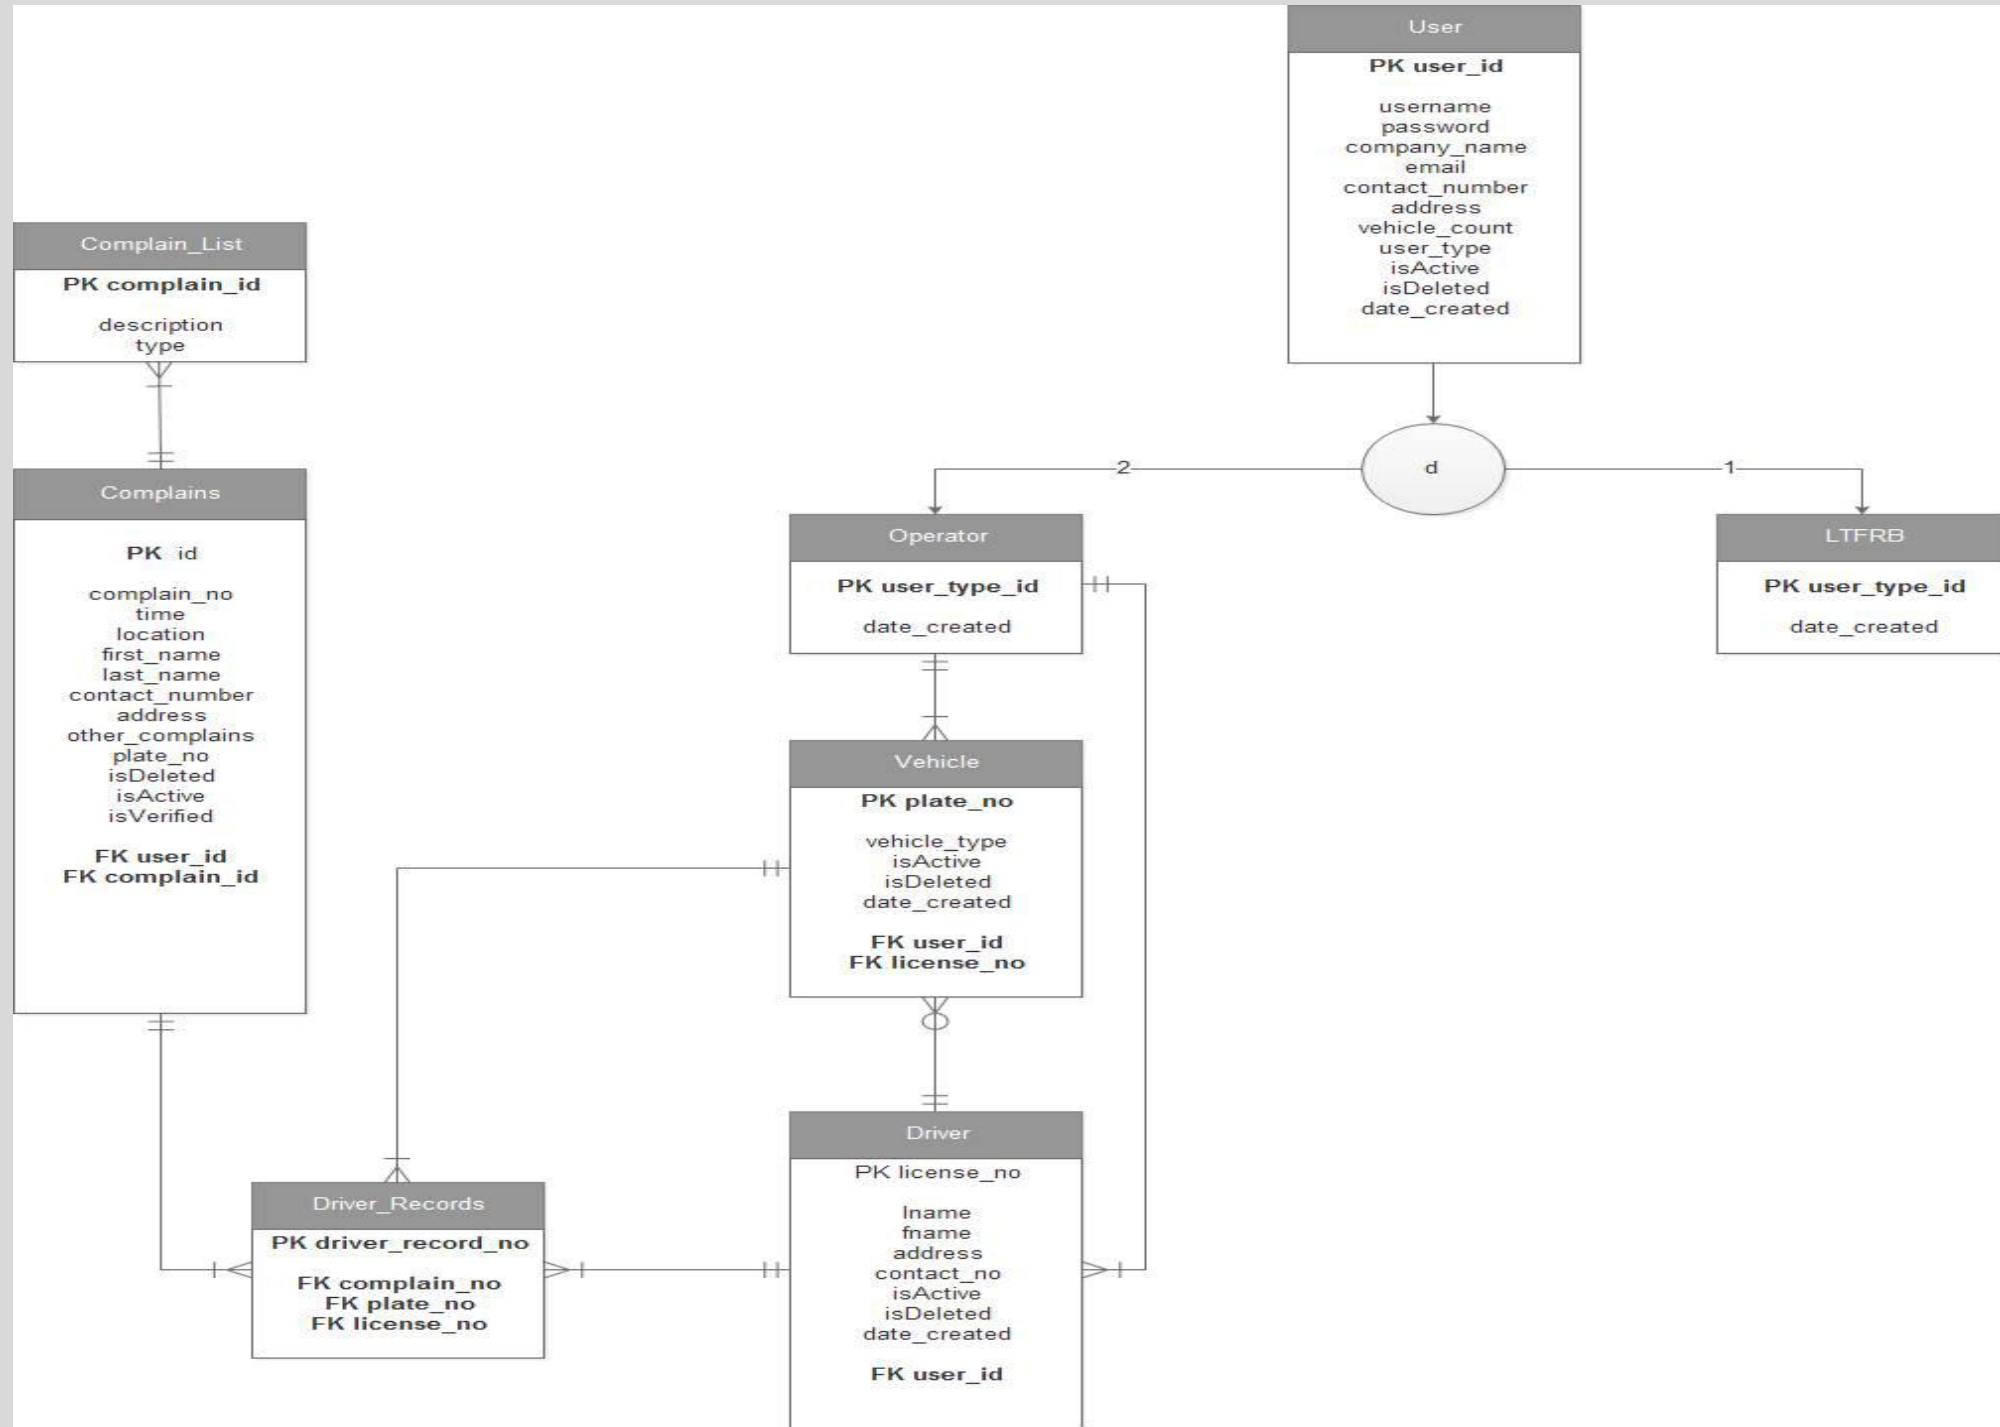 User
PK user_id
username
password
company_name
email
contact_number
address
vehicle_count
user_type
isActive
isDeleted
date_created
Complain_List
PK complain_id
description
type
d
2
1
Complains
PK id
complain_no
time
location
first_name
last_name
contact_number
address
other_complains
plate_no
isDeleted
isActive
isVerified
FK user_id
FK complain_id
Operator
PK user_type_id
date_created
LTFRB
PK user_type_id
date_created
Vehicle
PK plate_no
vehicle_type
isActive
isDeleted
date_created
FK user_id
FK license_no
Driver_Records
PK driver_record_no
FK complain_no
FK plate_no
FK license_no
Driver
PK license_no
lname
fname
address
contact_no
isActive
isDeleted
date_created
FK user_id